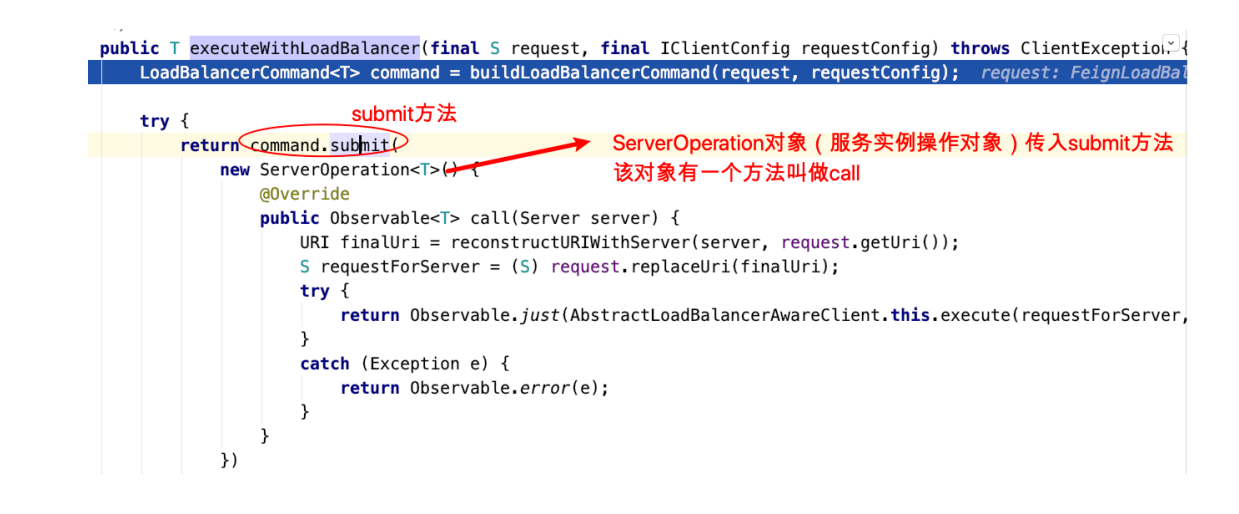 public T executeWithLoadBalancer(final S request, final IClientConfig requestConfig) throws ClientException {
LoadBalancerCommand<T> command = buildLoadBalancerCommand(request, requestConfig); request: FeignLoadBal
try {
submit方法
return command.submit(
ServerOperation对象（服务实例操作对象）传入submit方法
new ServerOperation<T>() {
该对象有一个方法叫做call
@Override
public Observable<T> call(Server server) {
URI finalUri = reconstructURIWithServer(server, request.getUri());
S requestForServer = (S) request.replaceUri(finalUri);
try {
return Observable.just(AbstractLoadBalancerAwareClient.this.execute(requestForServer,
}
catch (Exception e) {
return Observable.error(e);
}
}
})